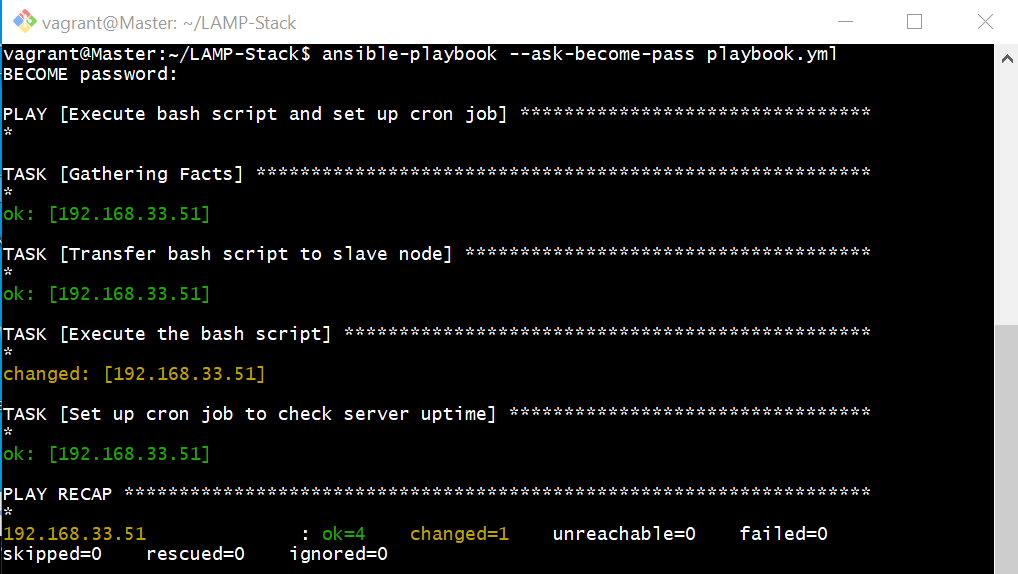 vagrant@Master: ~/LAMP-Stack
vagrant@Master:~/LAMP-Stack$ ansible-playbook --ask-become-pass playbook.yml
BECOME password:
PLAY [Execute bash script and set up cron job] ********************************
*
TASK [Gathering Facts] ********************************************************
*
ok: [192.168.33.51]
TASK [Transfer bash script to slave node] *************************************
*
ok: [192.168.33.51]
TASK [Execute the bash script] ************************************************
*
changed: [192.168.33.51]
TASK [Set up cron job to check server uptime] *********************************
*
ok: [192.168.33.51]
PLAY RECAP ********************************************************************
*
192.168.33.51              : ok=4    changed=1    unreachable=0    failed=0
skipped=0    rescued=0    ignored=0